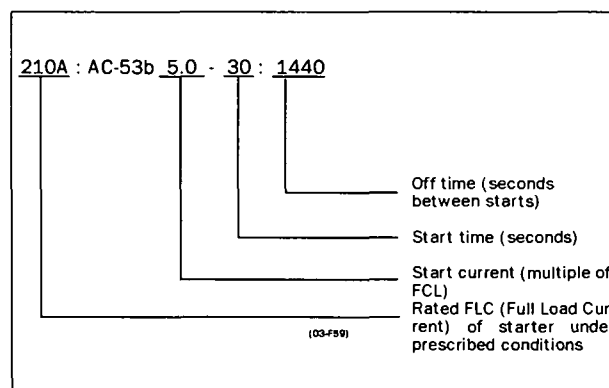 210A : AC-53b 5.0 - 30 : 1440
Off time (seconds
between starts)
Start time (seconds)
Start current (multiple of
FCL)
Rated FLC (Full Load Cur
rent) of starter unde
prescribed conditions
(03-F59)